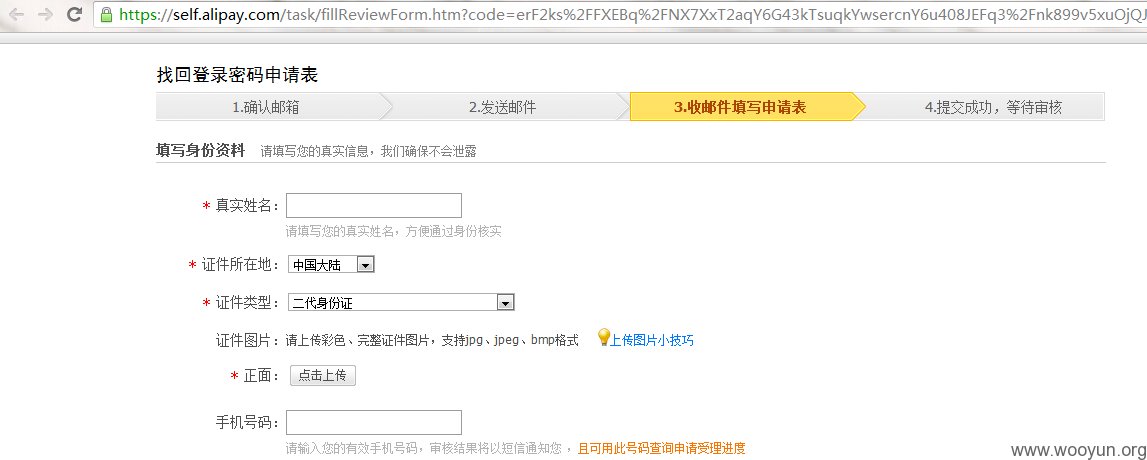 https://self.alipay.com/task/fillReviewForm.htm?code=erF2ks%2FFXEBq%2FNX7XxT2aqY6G43kTsuqkYwsercnY6u408JEFq3%2Fnk899v5xuOjQJ
找回登录密码申请表
1.确认邮箱 2.发送邮件 3.收邮件填写申请表 4.提交成功，等待审核
填写身份资料 请填写您的真实信息，我们确保不会泄露
* 真实姓名：
请填写您的真实姓名，方便通过身份核实
* 证件所在地： 中国大陆
* 证件类型： 二代身份证
证件图片： 请上传彩色、完整证件图片，支持jpg、jpeg、bmp格式 上传图片小技巧
* 正面： 点击上传
手机号码：
请输入您的有效手机号码，审核结果将以短信通知您 ，且可用此号码查询申请受理进度
www.wooyun.org